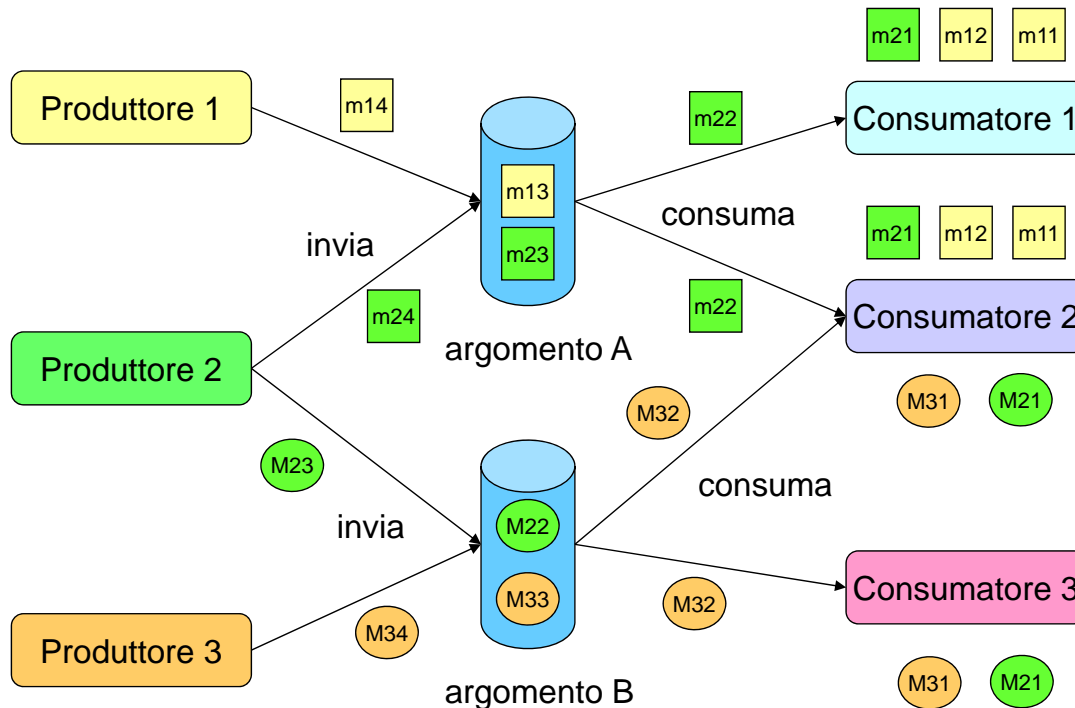 m21 m12 m11
Produttore 1
m14
m22
Consumatore 1
m13
consuma
m21 m12 m11
invia
m23
m24
m22
Consumatore 2
argomento A
Produttore 2
M32
M31 M21
M23
consuma
invia
M22
M33
M32
Consumatore 3
M34
Produttore 3
argomento B
M31 M21